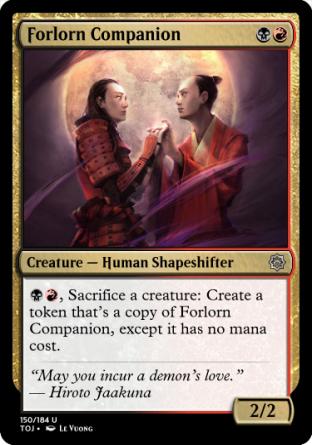 Forlorn Companion
Creature — Human Shapeshifter
, Sacrifice a creature: Create a
token that's a copy of Forlorn
Companion, except it has no mana
cost.
"May you incur a demon's love."
— Hiroto Jaakuna
2/2
150/184 U
TOJ • Le Vuong